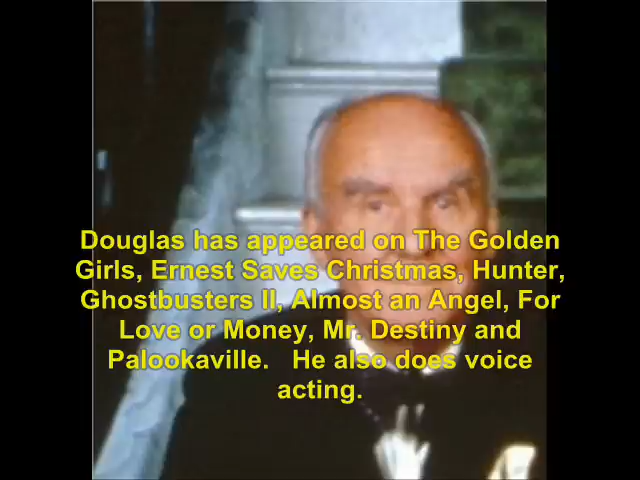 Douglas has appeared on The Golden
Girls, Ernest Saves Christmas, Hunter,
Ghostbusters II, Almost an Angel, For
Love or Money, Mr. Destiny and
Palookaville.   He also does voice
acting.